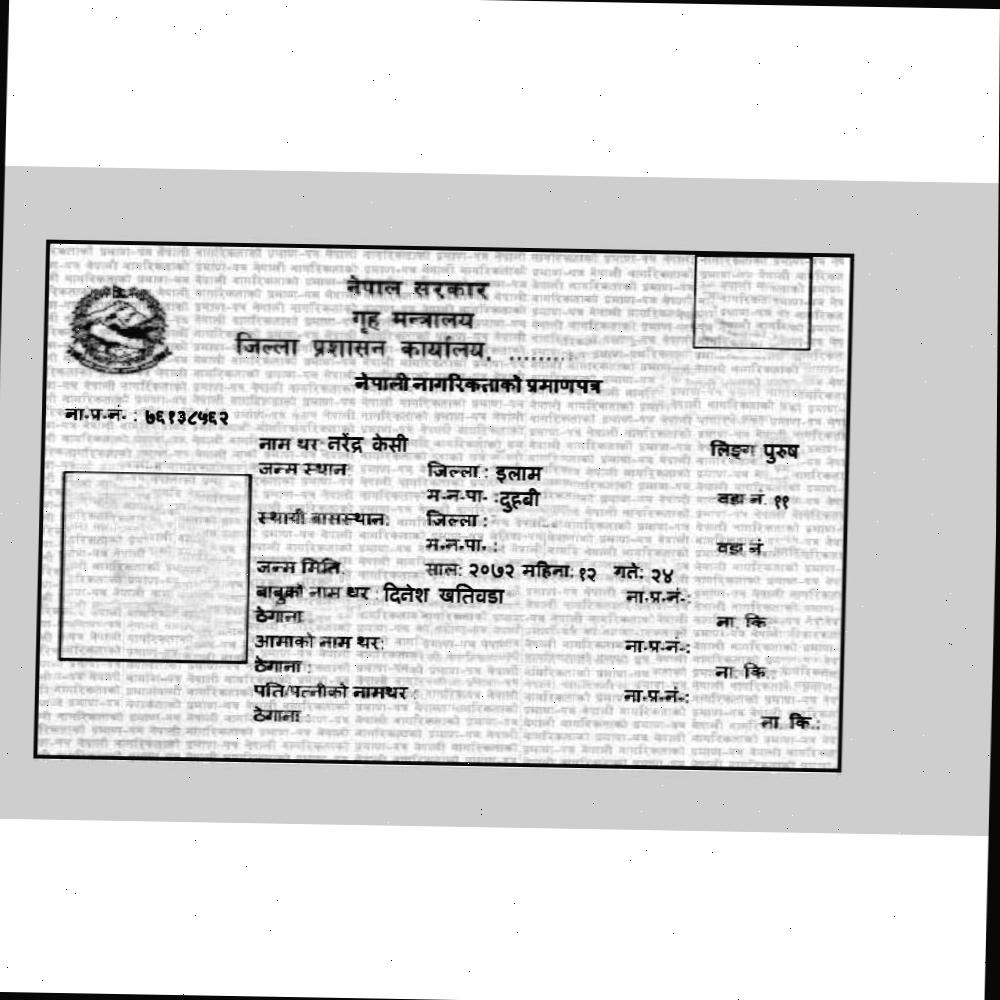 नेपाल सरकार
गृह मन्त्रालय
जिल्ला प्रशासन कार्यालय, .........
नेपाली नागरिकताको प्रमाणपत्र
ना.प्र.नं. : ७६१३८५६२
नाम थर: नरेंद्र केसी लिङ्ग पुरुष
जन्म स्थान: जिल्ला : इलाम
म.न.पा. : दुहबी वडा नं. ११
स्थायी बासस्थान: जिल्ला :
म.न.पा. : वडा नं
जन्म मिति: साल: २०७२ महिना: १२ गते: २४
बाबुको नाम थर : दिनेश खतिवडा ना.प्र.नं.:
ठेगाना ना. कि
आमाको नाम थर: ना.प्र.नं.:
ठेगाना : ना. कि.:
पति/पत्नीको नामथर : ना.प्र.नं.:
ठेगाना : ना. कि.: